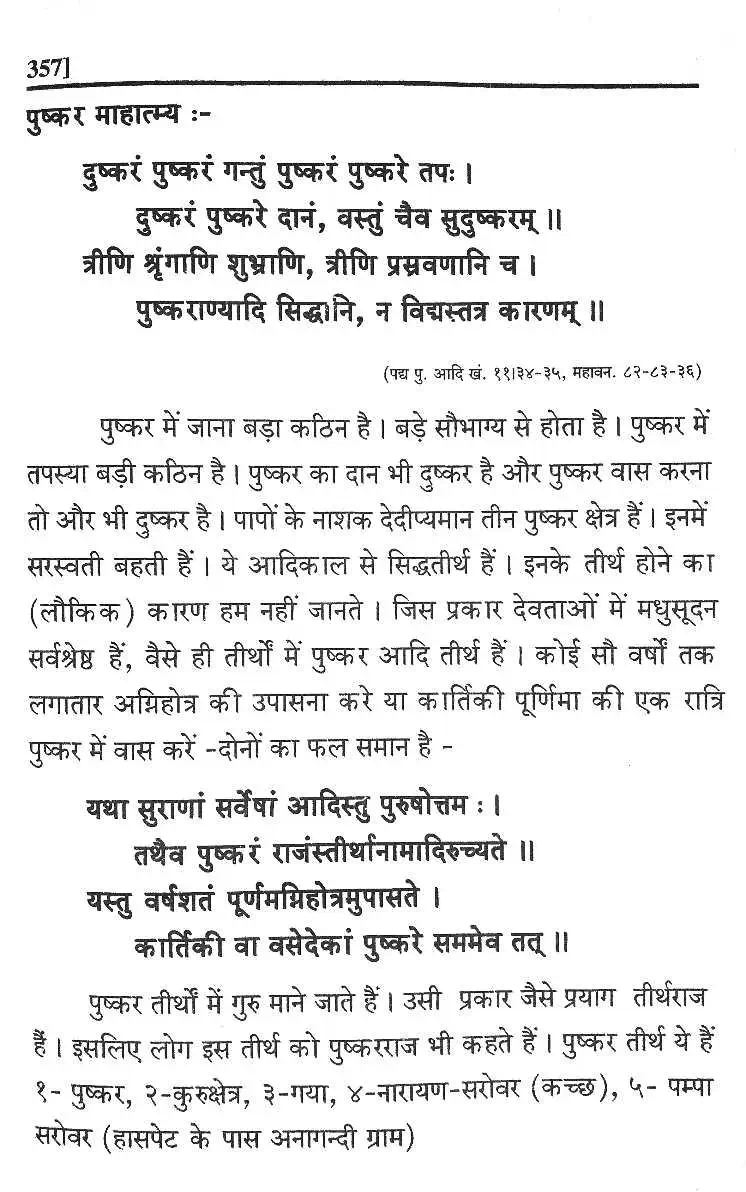 357]
पुष्कर माहात्म्य :-
दुष्करं पुष्करं गन्तुं पुष्करं पुष्करे तपः ।
दुष्करं पुष्करे दानं, वस्तुं चैव सुदुष्करम् ॥
त्रीणि श्रृंगाणि शुभ्राणि, त्रीणि प्रस्रवणानि च ।
पुष्कराण्यादि सिद्धानि, न विद्मस्तत्र कारणम् ॥
(पद्म पु. आदि खं. ११।३४-३५, महावन. ८२-८३-३६)
पुष्कर में जाना बड़ा कठिन है । बड़े सौभाग्य से होता है । पुष्कर में
तपस्या बड़ी कठिन है । पुष्कर का दान भी दुष्कर है और पुष्कर वास करना
तो और भी दुष्कर है । पापों के नाशक देदीप्यमान तीन पुष्कर क्षेत्र हैं । इनमें
सरस्वती बहती हैं । ये आदिकाल से सिद्धतीर्थ हैं । इनके तीर्थ होने का
(लौकिक) कारण हम नहीं जानते । जिस प्रकार देवताओं में मधुसूदन
सर्वश्रेष्ठ हैं, वैसे ही तीर्थों में पुष्कर आदि तीर्थ हैं । कोई सौ वर्षों तक
लगातार अग्निहोत्र की उपासना करे या कार्तिकी पूर्णिमा की एक रात्रि
पुष्कर में वास करें -दोनों का फल समान है -
यथा सुराणां सर्वेषां आदिस्तु पुरुषोत्तम : ।
तथैव पुष्करं राजंस्तीर्थानामादिरुच्यते ॥
यस्तु वर्षशतं पूर्णमग्निहोत्रमुपासते ।
कार्तिकी वा वसेदेकां पुष्करे सममेव तत् ॥
पुष्कर तीर्थों में गुरु माने जाते हैं । उसी प्रकार जैसे प्रयाग तीर्थराज
हैं । इसलिए लोग इस तीर्थ को पुष्करराज भी कहते हैं । पुष्कर तीर्थ ये हैं
१- पुष्कर, २-कुरुक्षेत्र, ३-गया, ४-नारायण-सरोवर (कच्छ), ५- पम्पा
सरोवर (हासपेट के पास अनागन्दी ग्राम)